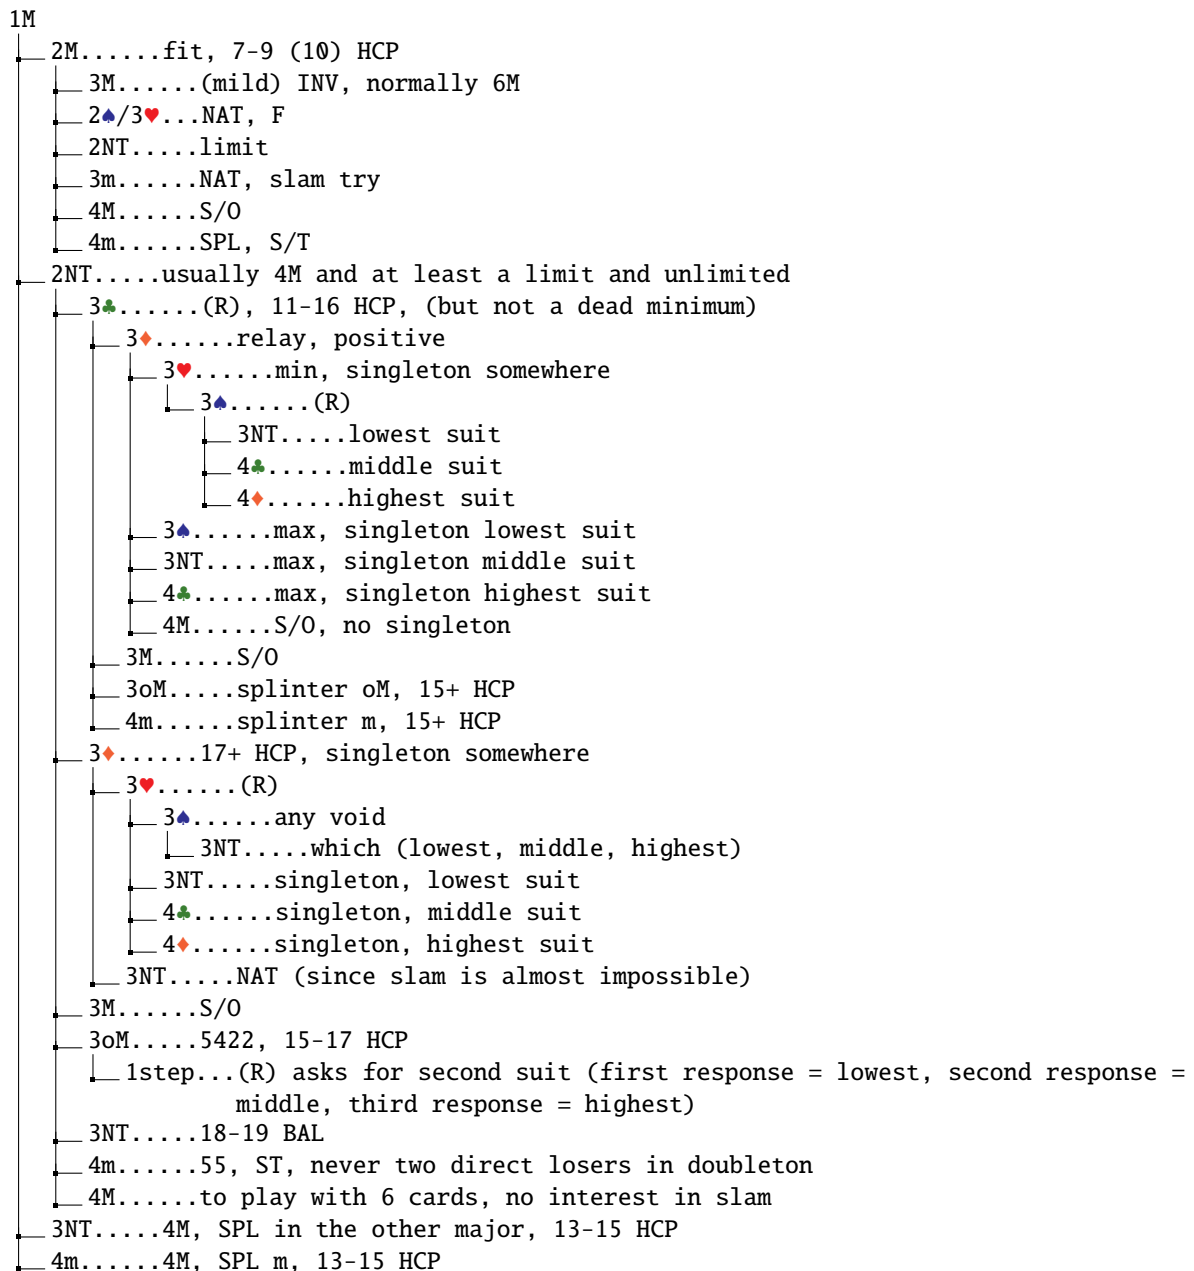 1M
2M......fit, 7-9 (10) HCP
3M......(mild) INV, normally 6M
2♠/3♥...NAT, F
2NT.....limit
3m......NAT, slam try
4M......S/O
4m......SPL, S/T
2NT.....usually 4M and at least a limit and unlimited
3♣......(R), 11-16 HCP, (but not a dead minimum)
3♦......relay, positive
3♥......min, singleton somewhere
3♠......(R)
3NT.....lowest suit
4♣......middle suit
4♦......highest suit
3♠......max, singleton lowest suit
3NT.....max, singleton middle suit
4♣......max, singleton highest suit
4M......S/O, no singleton
3M......S/O
3oM.....splinter oM, 15+ HCP
4m......splinter m, 15+ HCP
3♦......17+ HCP, singleton somewhere
3♥......(R)
3♠......any void
3NT.....which (lowest, middle, highest)
3NT.....singleton, lowest suit
4♣......singleton, middle suit
4♦......singleton, highest suit
3NT.....NAT (since slam is almost impossible)
3M......S/O
3oM.....5422, 15-17 HCP
1step...(R) asks for second suit (first response = lowest, second response =
middle, third response = highest)
3NT.....18-19 BAL
4m......55, ST, never two direct losers in doubleton
4M......to play with 6 cards, no interest in slam
3NT.....4M, SPL in the other major, 13-15 HCP
4m......4M, SPL m, 13-15 HCP